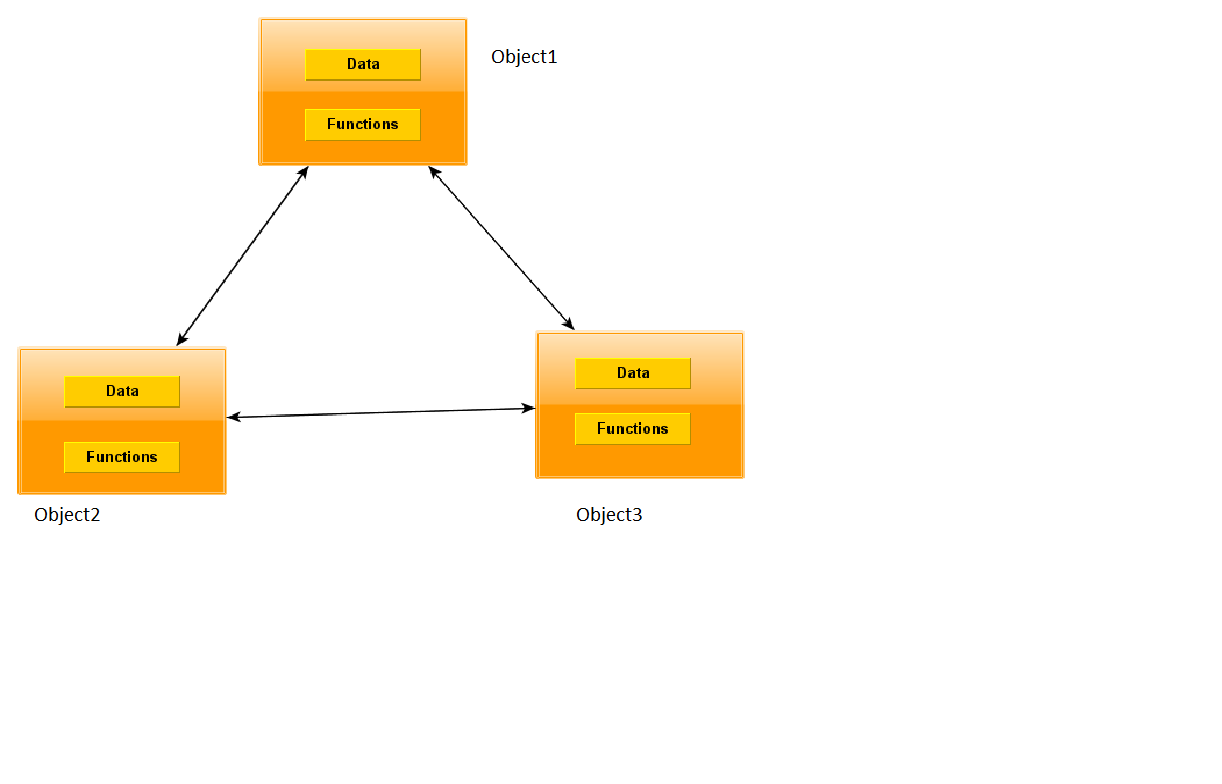 Data
Object1
Functions
Data
Functions
Object2
Data
Functions
Object3